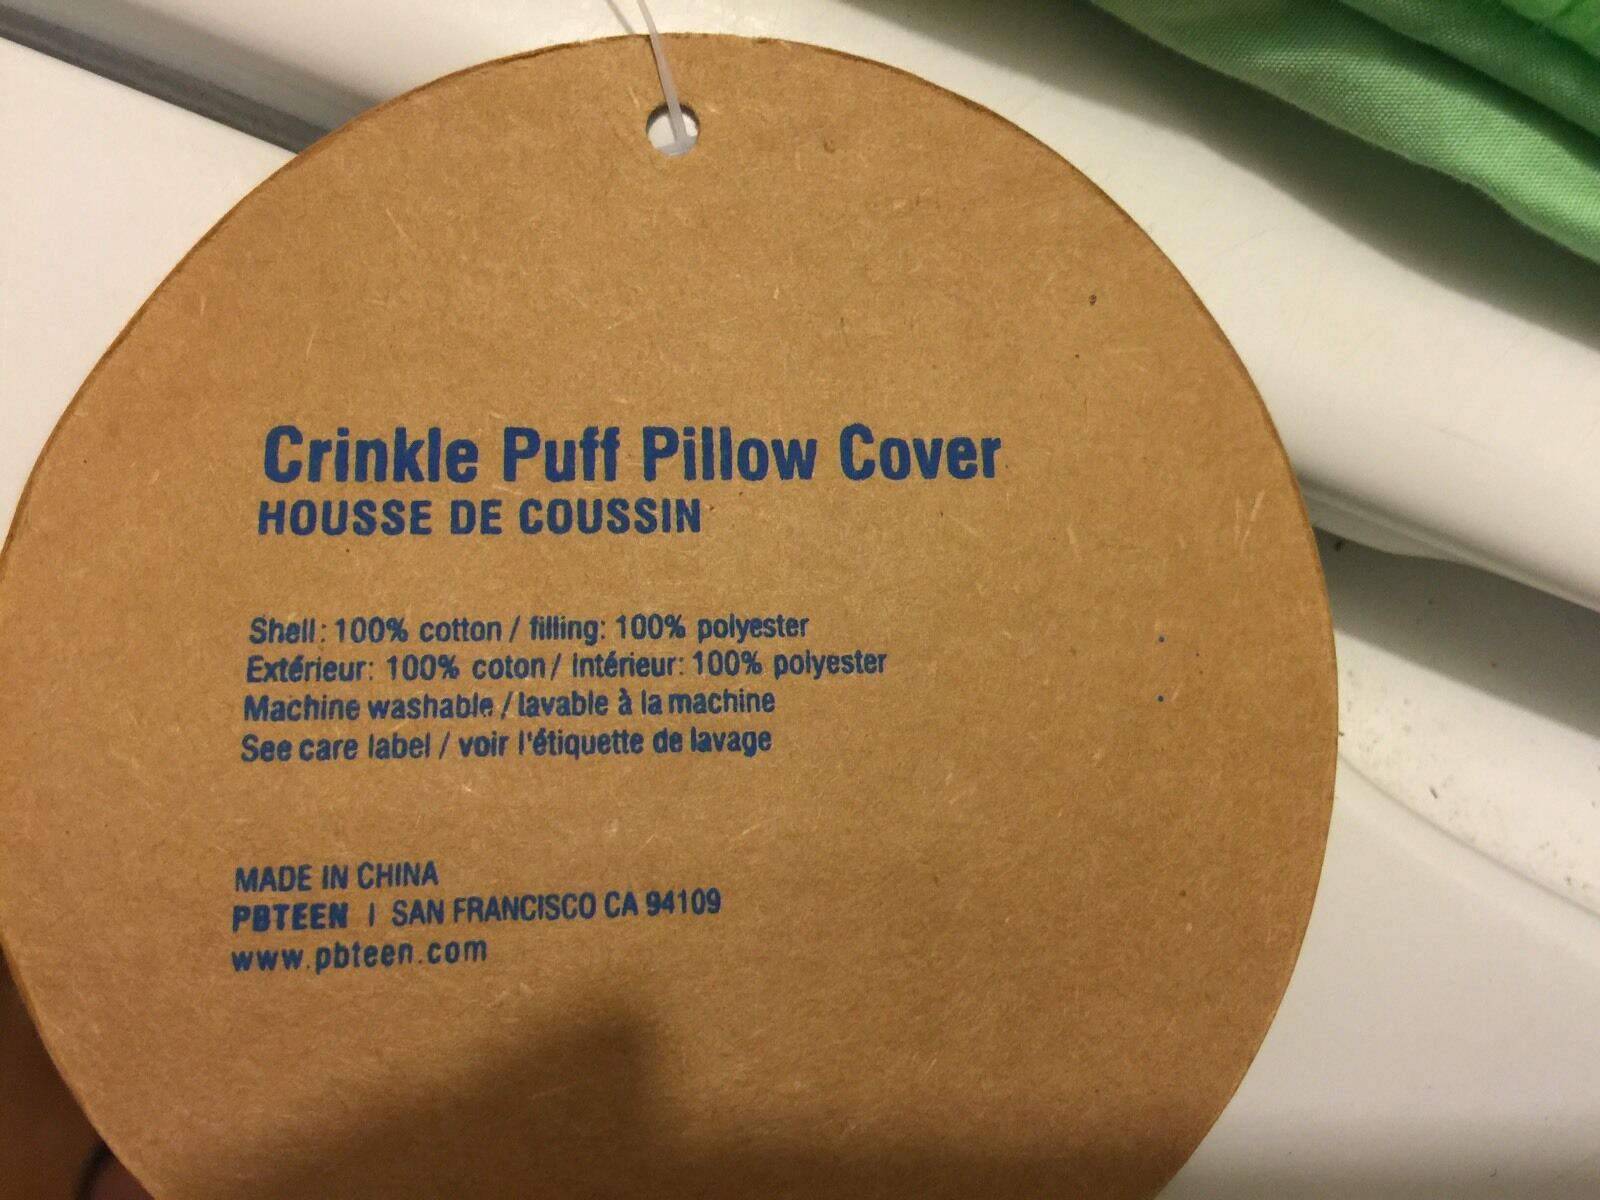 Crinkle Puff Pillow Cover
HOUSSE DE COUSSIN
Shell: 100% cotton / filling: 100% polyester
Extérieur: 100% coton / Intérieur: 100% polyester
Machine washable / lavable à la machine
See care label / voir l'étiquette de lavage
MADE IN CHINA
PBTEEN | SAN FRANCISCO CA 94109
www.pbteen.com